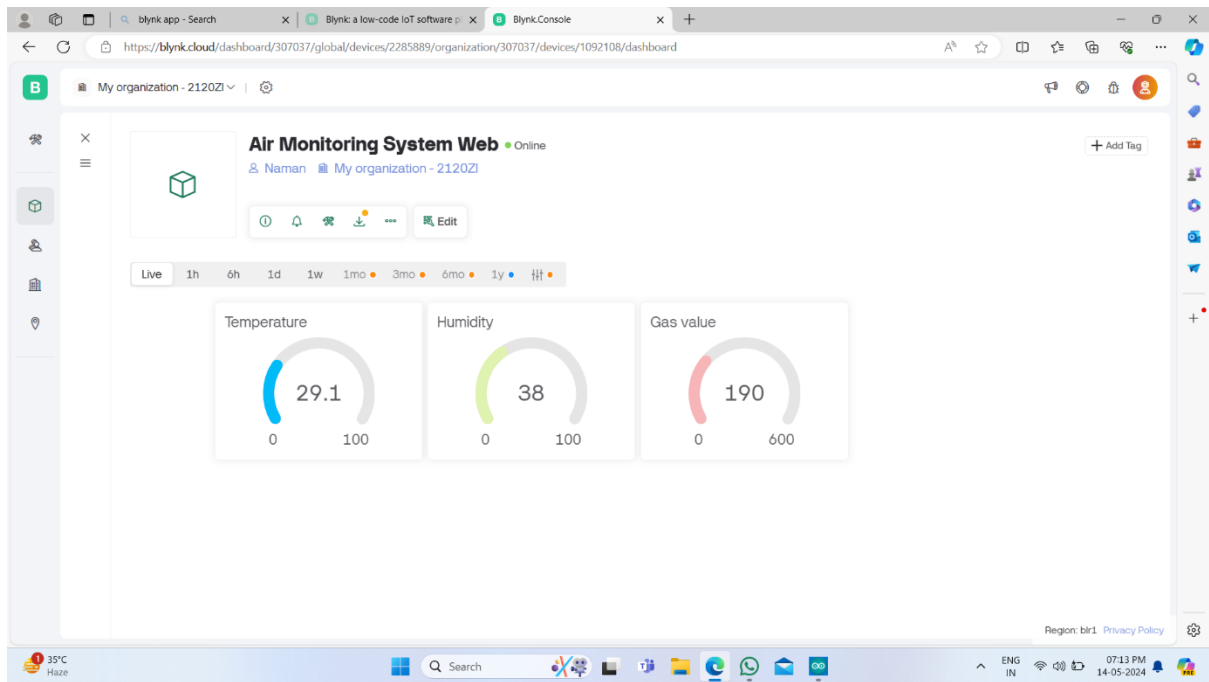 blynk app - Search
Blynk: a low-code IoT software p
Blynk.Console
https://blynk.cloud/dashboard/307037/global/devices/2285889/organization/307037/devices/1092108/dashboard
B
My organization - 2120ZI
Air Monitoring System Web
Online
+ Add Tag
Naman
My organization - 2120ZI
Edit
Live 1h 6h 1d 1w 1mo 3mo 6mo 1y
Temperature
29.1
0 100
Humidity
38
0 100
Gas value
190
0 600
Region: blr1 Privacy Policy
1
35°C
Haze
Search
ENG
IN
07:13 PM
14-05-2024
PRE